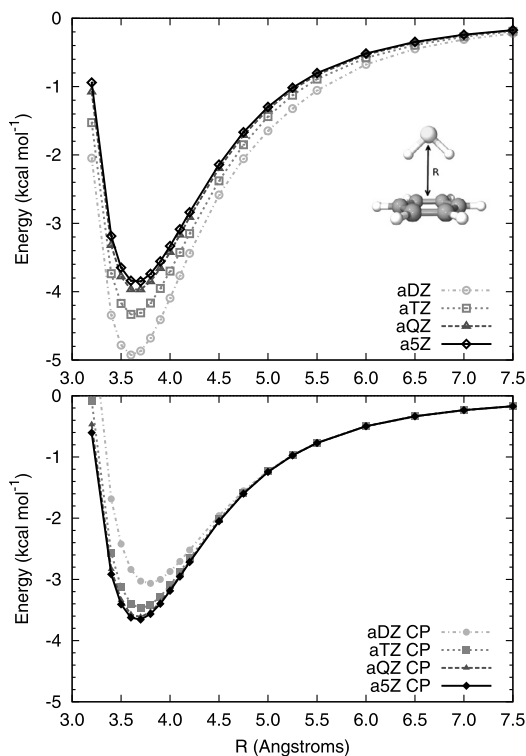 0
-1
-2
-3
-4
-5
Energy (kcal mol⁻¹)
R
aDZ
aTZ
aQZ
a5Z
3.0 3.5 4.0 4.5 5.0 5.5 6.0 6.5 7.0 7.5
0
-1
-2
-3
-4
-5
Energy (kcal mol⁻¹)
aDZ CP
aTZ CP
aQZ CP
a5Z CP
3.0 3.5 4.0 4.5 5.0 5.5 6.0 6.5 7.0 7.5
R (Angstroms)